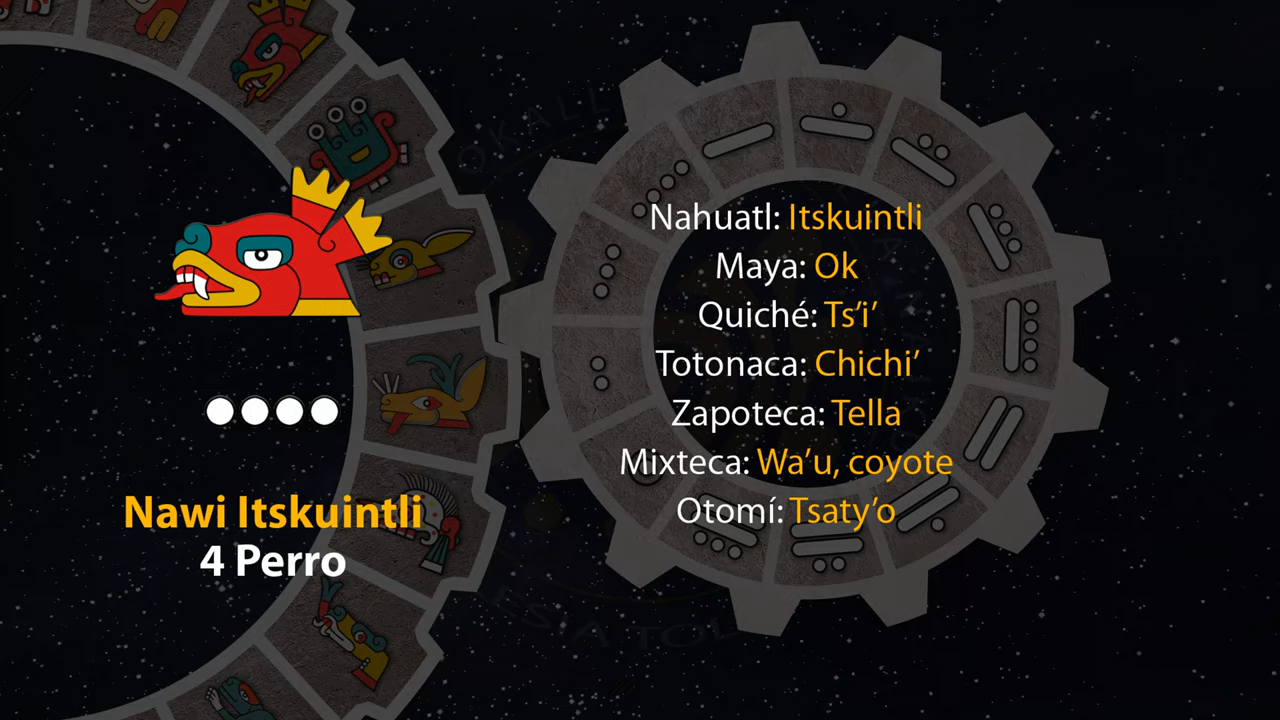 Nawi Itskuintli
4 Perro
Nahuatl: Itskuintli
Maya: Ok
Quiché: Ts’i’
Totonaca: Chichi’
Zapoteca: Tella
Mixteca: Wa’u, coyote
Otomí: Tsaty’o